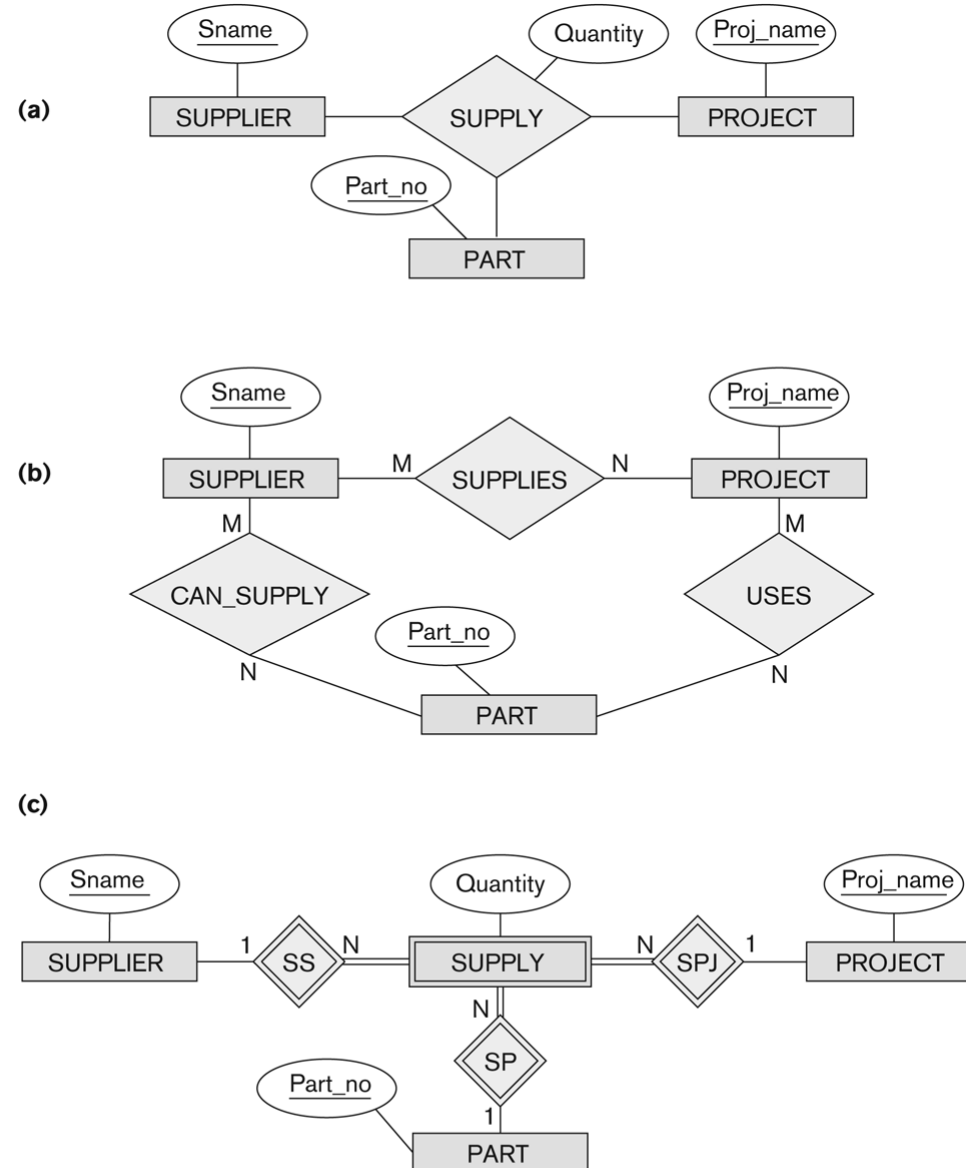 Sname
Quantity
Proj_name
(a)
SUPPLIER
SUPPLY
PROJECT
Part_no
PART
Sname
Proj_name
(b)
SUPPLIER
M
SUPPLIES
N
PROJECT
M
M
CAN_SUPPLY
USES
Part_no
N
N
PART
(c)
Sname
Quantity
Proj_name
SUPPLIER
1
SS
N
SUPPLY
N
SPJ
1
PROJECT
N
SP
Part_no
1
PART